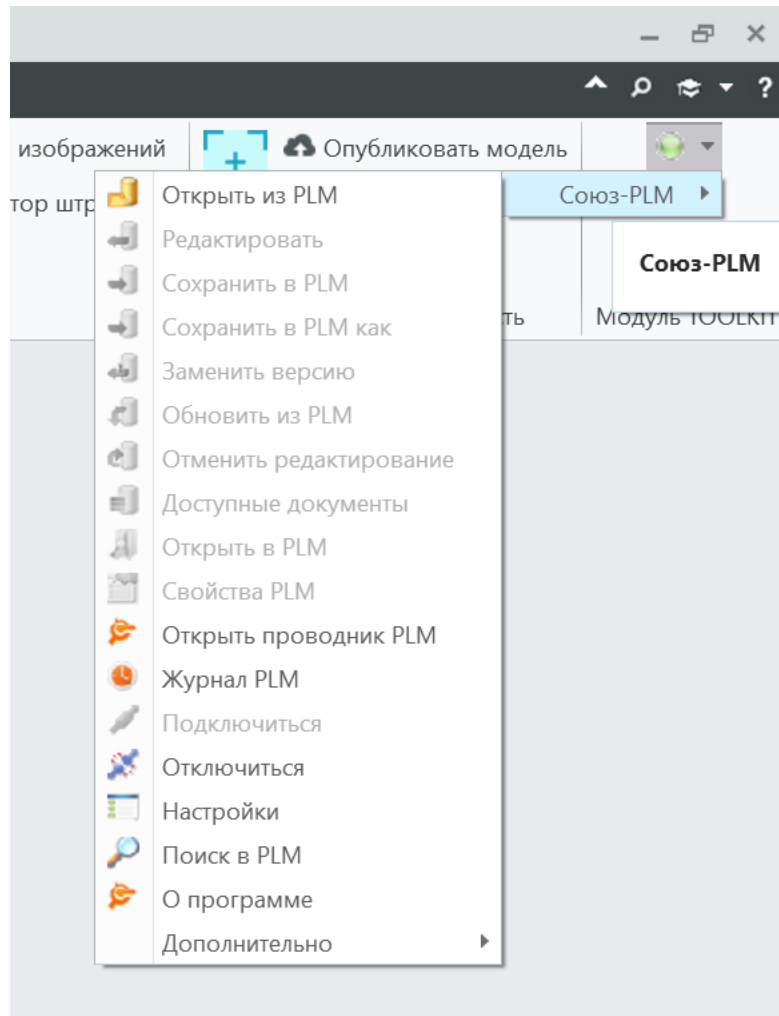 ?
изображений
Опубликовать модель
тор штр
Союз-PLM
Союз-PLM
ть
Модуль TOOLKIT
Открыть из PLM
Редактировать
Сохранить в PLM
Сохранить в PLM как
Заменить версию
Обновить из PLM
Отменить редактирование
Доступные документы
Открыть в PLM
Свойства PLM
Открыть проводник PLM
Журнал PLM
Подключиться
Отключиться
Настройки
Поиск в PLM
О программе
Дополнительно